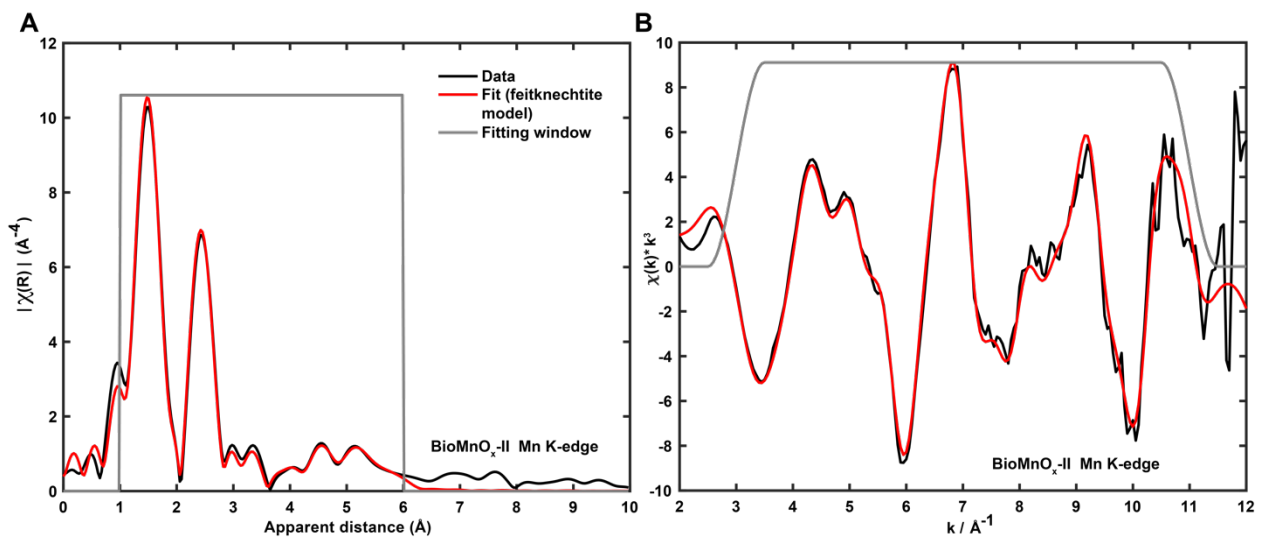 A
12
10
8
6
4
2
0
|χ(R)| (Å⁻⁴)
Data
Fit (feitknechtite
model)
Fitting window
BioMnOₓ-II Mn K-edge
0 1 2 3 4 5 6 7 8 9 10
Apparent distance (Å)
B
10
8
6
4
2
0
-2
-4
-6
-8
-10
χ(k)* k³
BioMnOₓ-II Mn K-edge
2 3 4 5 6 7 8 9 10 11 12
k / Å⁻¹